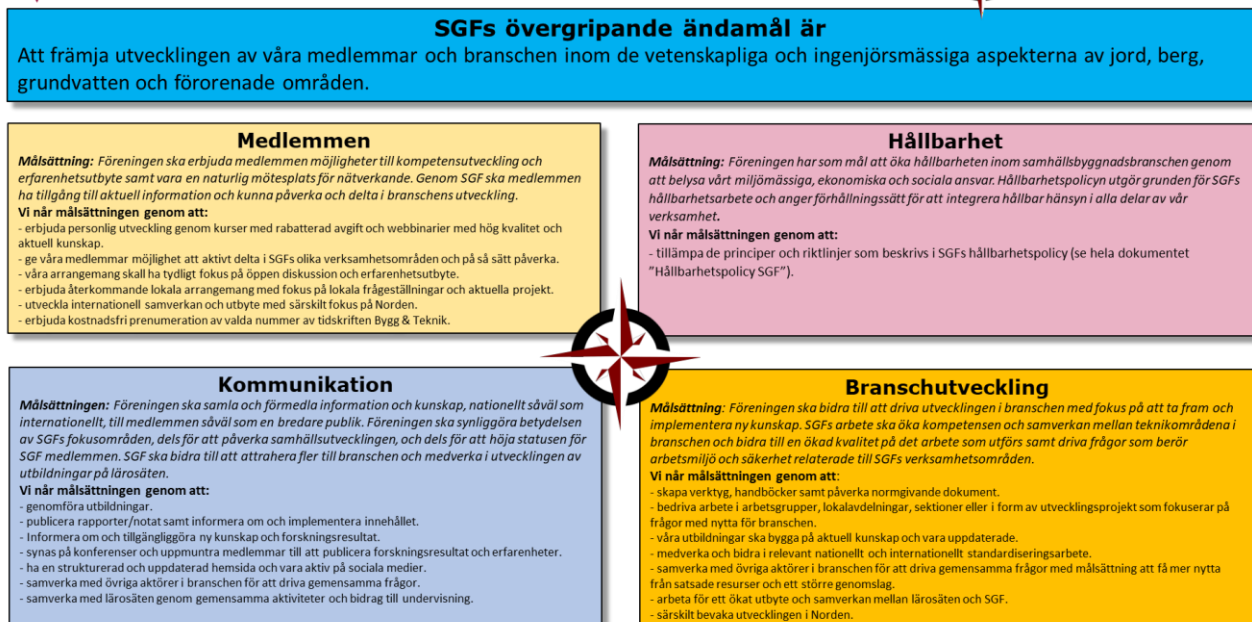 SGFs övergripande ändamål är
Att främja utvecklingen av våra medlemmar och branschen inom de vetenskapliga och ingenjörsmässiga aspekterna av jord, berg,
grundvatten och förorenade områden.
Medlemmen
Målsättning: Föreningen ska erbjuda medlemmen möjligheter till kompetensutveckling och
erfarenhetsutbyte samt vara en naturlig mötesplats för nätverkande. Genom SGF ska medlemmen
ha tillgång till aktuell information och kunna påverka och delta i branschens utveckling.
Vi når målsättningen genom att:
- erbjuda personlig utveckling genom kurser med rabatterad avgift och webbinarier med hög kvalitet och
aktuell kunskap.
- ge våra medlemmar möjlighet att aktivt delta i SGFs olika verksamhetsområden och på så sätt påverka.
- våra arrangemang skall ha tydligt fokus på öppen diskussion och erfarenhetsutbyte.
- erbjuda återkommande lokala arrangemang med fokus på lokala frågeställningar och aktuella projekt.
- utveckla internationell samverkan och utbyte med särskilt fokus på Norden.
- erbjuda kostnadsfri prenumeration av valda nummer av tidskriften Bygg & Teknik.
Hållbarhet
Målsättning: Föreningen har som mål att öka hållbarheten inom samhällsbyggnadsbranschen genom
att belysa vårt miljömässiga, ekonomiska och sociala ansvar. Hållbarhetspolicyn utgör grunden för SGFs
hållbarhetsarbete och anger förhållningssätt för att integrera hållbar hänsyn i alla delar av vår
verksamhet.
Vi når målsättningen genom att:
- tillämpa de principer och riktlinjer som beskrivs i SGFs hållbarhetspolicy (se hela dokumentet
”Hållbarhetspolicy SGF”).
Kommunikation
Målsättningen: Föreningen ska samla och förmedla information och kunskap, nationellt såväl som
internationellt, till medlemmen såväl som en bredare publik. Föreningen ska synliggöra betydelsen
av SGFs fokusområden, dels för att påverka samhällsutvecklingen, och dels för att höja statusen för
SGF medlemmen. SGF ska bidra till att attrahera fler till branschen och medverka i utvecklingen av
utbildningar på lärosäten.
Vi når målsättningen genom att:
- genomföra utbildningar.
- publicera rapporter/notat samt informera om och implementera innehållet.
- Informera om och tillgängliggöra ny kunskap och forskningsresultat.
- synas på konferenser och uppmuntra medlemmar till att publicera forskningsresultat och erfarenheter.
- ha en strukturerad och uppdaterad hemsida och vara aktiv på sociala medier.
- samverka med övriga aktörer i branschen för att driva gemensamma frågor.
- samverka med lärosäten genom gemensamma aktiviteter och bidrag till undervisning.
Branschutveckling
Målsättning: Föreningen ska bidra till att driva utvecklingen i branschen med fokus på att ta fram och
implementera ny kunskap. SGFs arbete ska öka kompetensen och samverkan mellan teknikområdena i
branschen och bidra till en ökad kvalitet på det arbete som utförs samt driva frågor som berör
arbetsmiljö och säkerhet relaterade till SGFs verksamhetsområden.
Vi når målsättningen genom att:
- skapa verktyg, handböcker samt påverka normgivande dokument.
- bedriva arbete i arbetsgrupper, lokalavdelningar, sektioner eller i form av utvecklingsprojekt som fokuserar på
frågor med nytta för branschen.
- våra utbildningar ska bygga på aktuell kunskap och vara uppdaterade.
- medverka och bidra i relevant nationellt och internationellt standardiseringsarbete.
- samverka med övriga aktörer i branschen för att driva gemensamma frågor med målsättning att få mer nytta
från satsade resurser och ett större genomslag.
- arbeta för ett ökat utbyte och samverkan mellan lärosäten och SGF.
- särskilt bevaka utvecklingen i Norden.